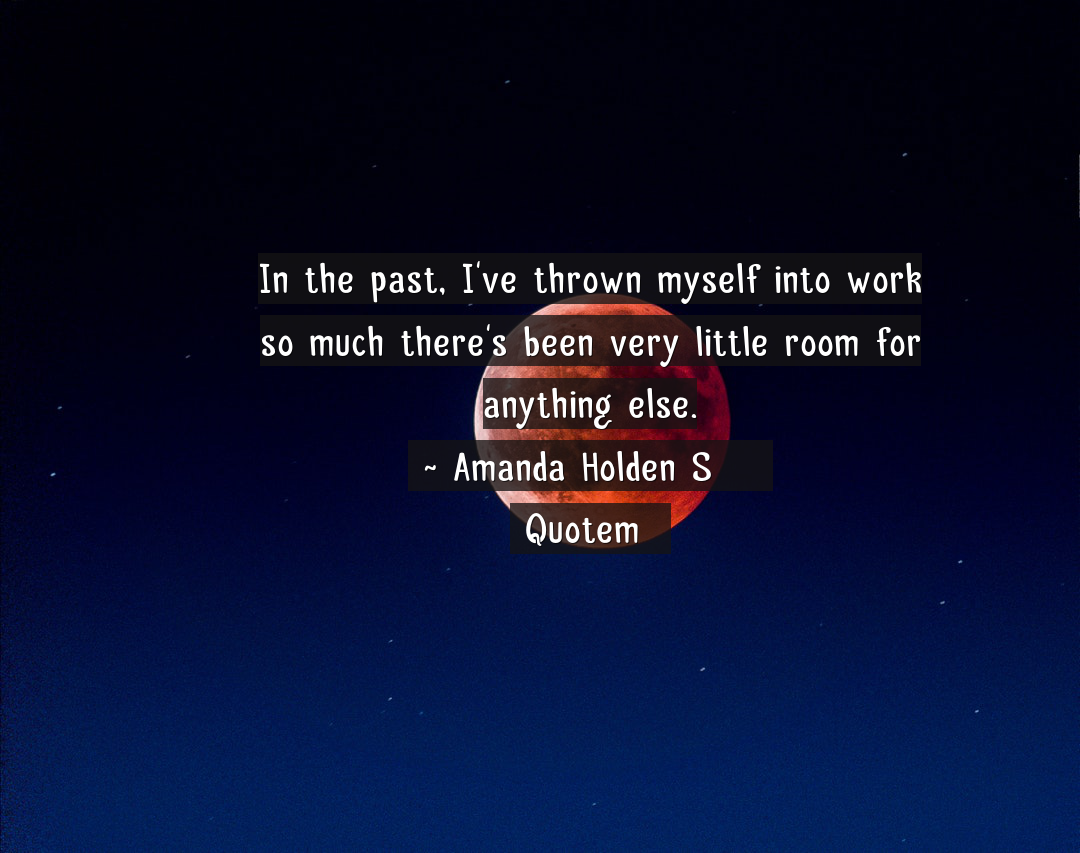 In the past, I've thrown myself into work
so much there's been very little room for
anything else.
~ Amanda Holden S
Quotem